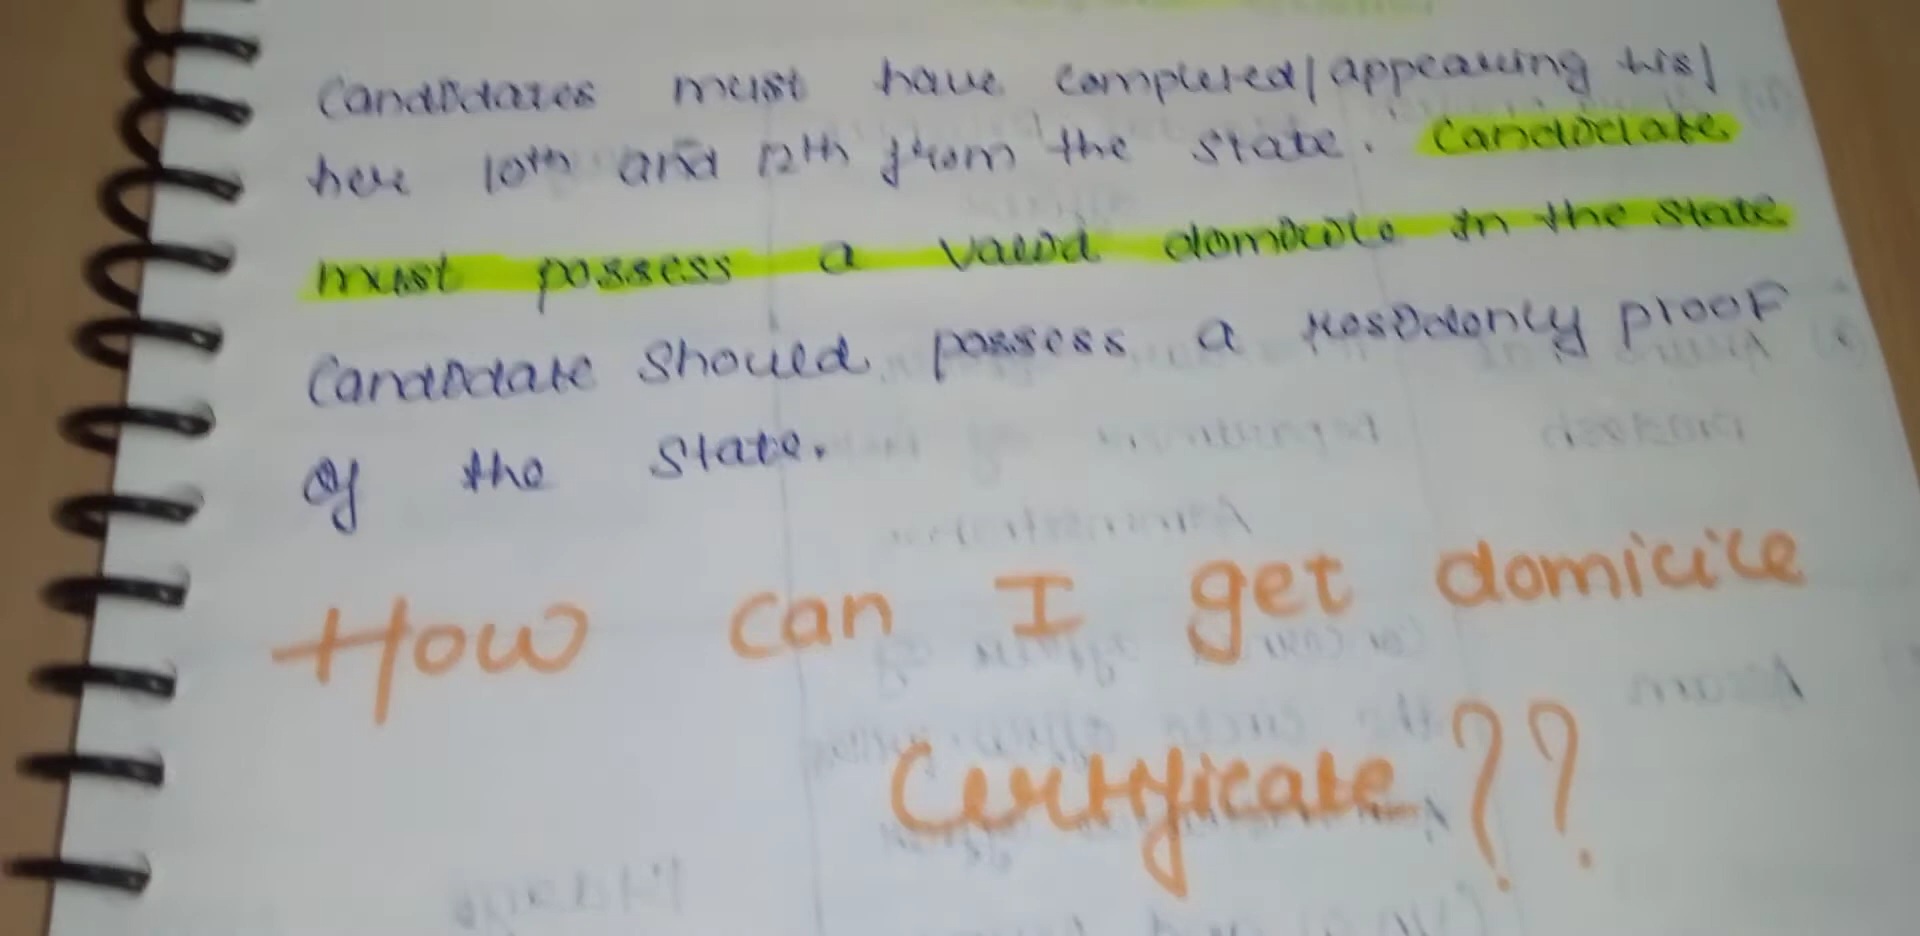 Candidates must have completed/appearing his/
here 10th and 12th from the state. Candidate
must possess a valid domicile in the state
Candidate should possess a residency proof
of the state.
How can I get domicile
Certificate??